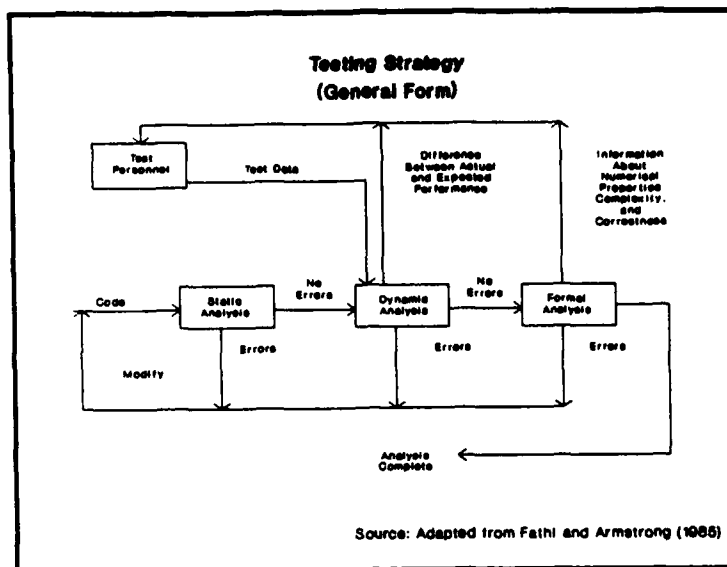 Testing Strategy
(General Form)
Test
Personnel
Test Data
Difference
Between Actual
and Expected
Performance
Information
About
Numerical
Properties
Complexity,
and
Correctness
Code
Static
Analysis
No
Errors
Dynamic
Analysis
No
Errors
Formal
Analysis
Errors
Errors
Errors
Modify
Analysis
Complete
Source: Adapted from Fathi and Armstrong (1985)